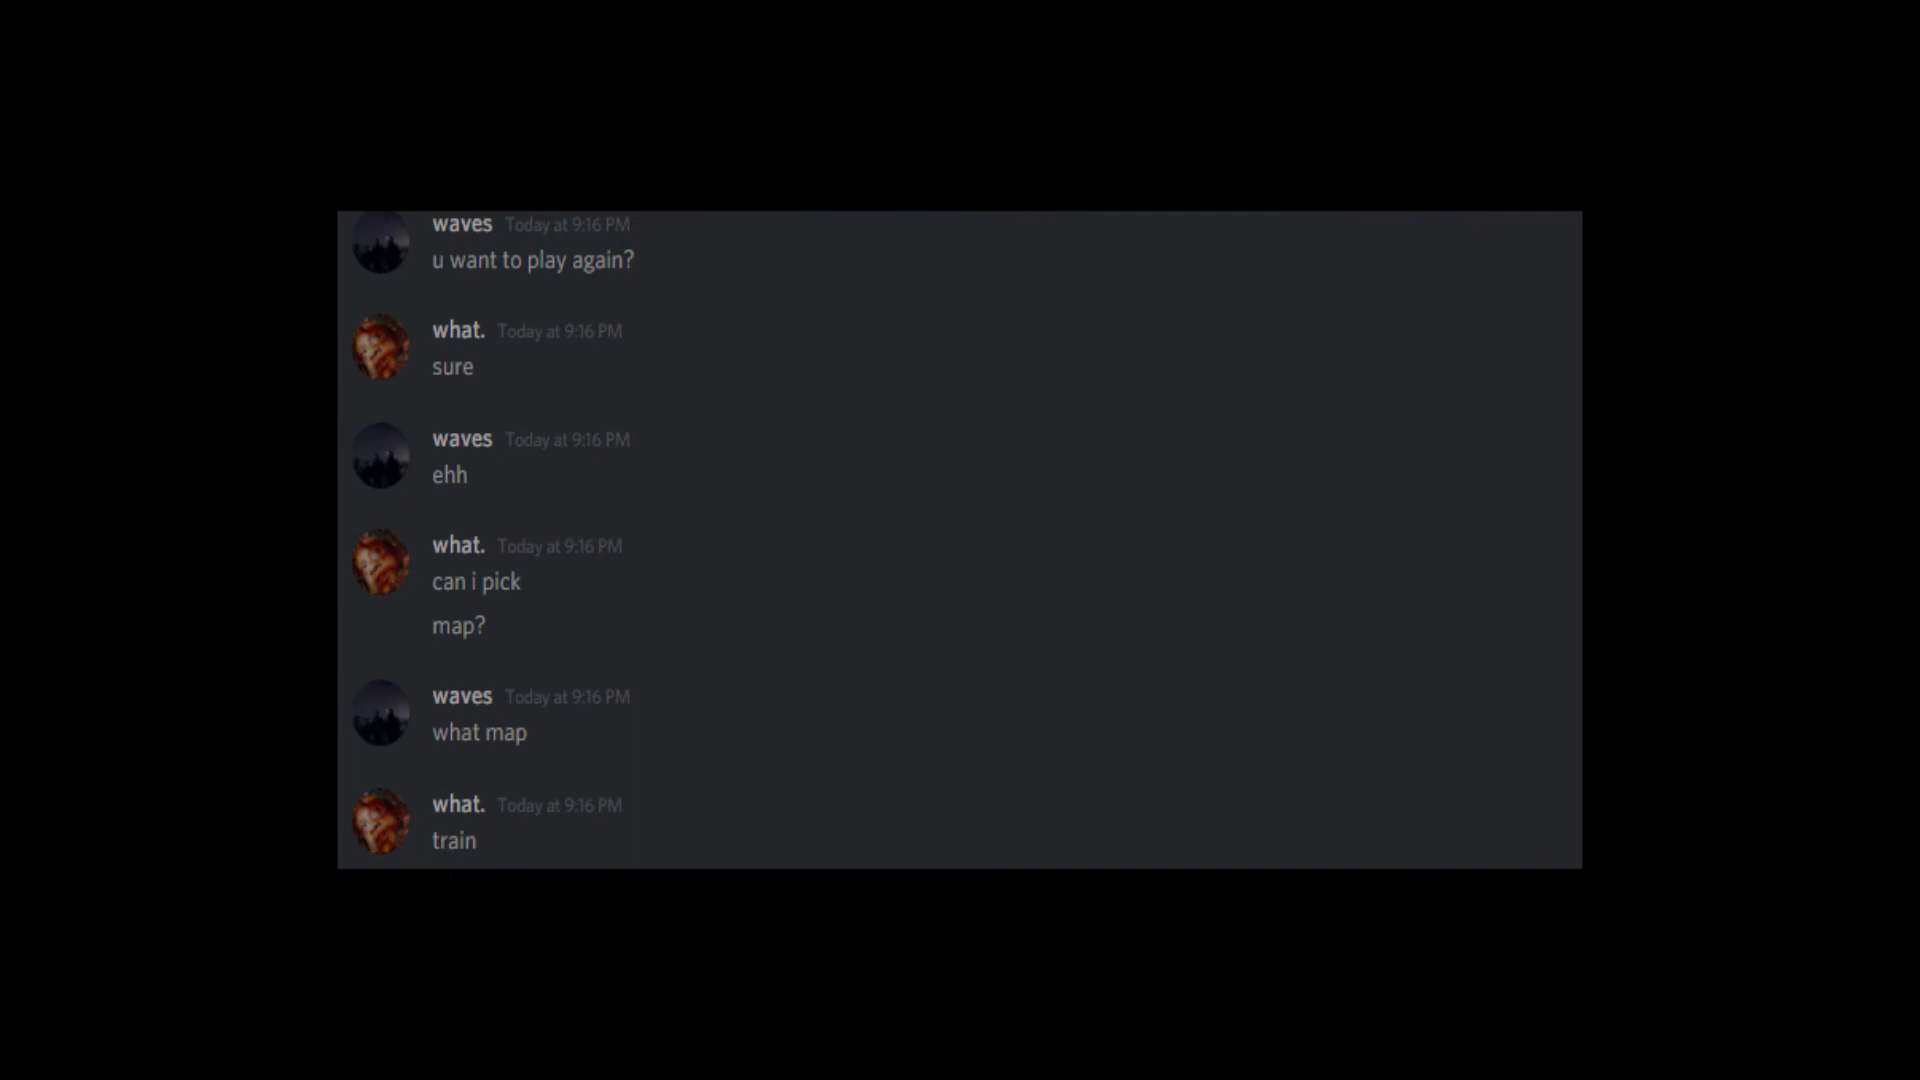 waves Today at 9:16 PM
u want to play again?
what. Today at 9:16 PM
sure
waves Today at 9:16 PM
ehh
what. Today at 9:16 PM
can i pick
map?
waves Today at 9:16 PM
what map
what. Today at 9:16 PM
train